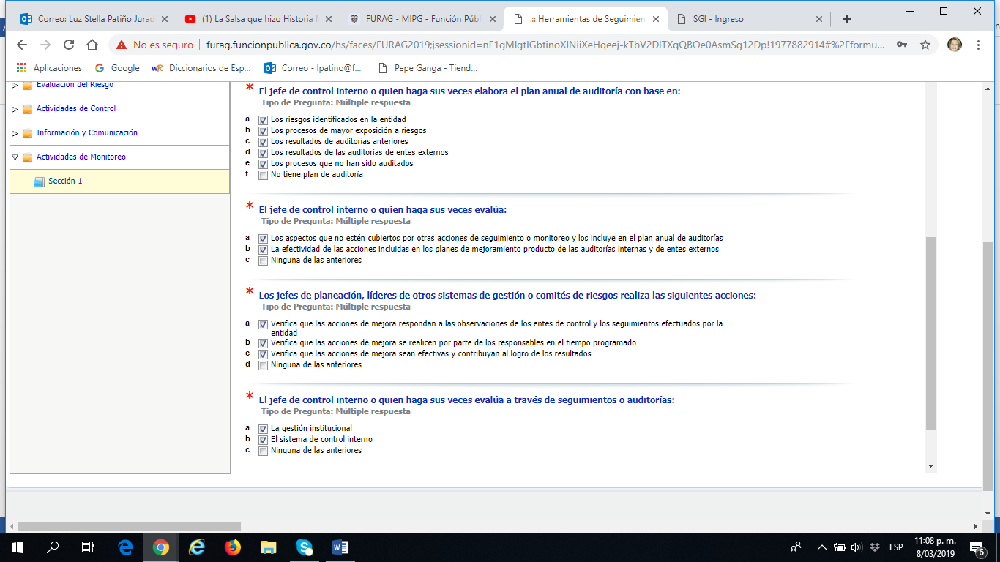 Correo: Luz Stella Patiño Jurad
(1) La Salsa que hizo Historia M
FURAG - MIPG - Función Públi
.:: Herramientas de Seguimien
SGI - Ingreso
No es seguro
furag.funcionpublica.gov.co/hs/faces/FURAG2019;jsessionid=nF1gMIgtIGbtinoXINiiXeHqeej-kTbV2DITXqQBOe0AsmSg12Dp!1977882914#%2Fformu...
Aplicaciones
Google
Diccionarios de Esp...
Correo - lpatino@f...
Pepe Ganga - Tiend...
Evaluación del Riesgo
Actividades de Control
Información y Comunicación
Actividades de Monitoreo
Sección 1
* El jefe de control interno o quien haga sus veces elabora el plan anual de auditoría con base en:
Tipo de Pregunta: Múltiple respuesta
a Los riesgos identificados en la entidad
b Los procesos de mayor exposición a riesgos
c Los resultados de auditorías anteriores
d Los resultados de las auditorías de entes externos
e Los procesos que no han sido auditados
f No tiene plan de auditoría
* El jefe de control interno o quien haga sus veces evalúa:
Tipo de Pregunta: Múltiple respuesta
a Los aspectos que no estén cubiertos por otras acciones de seguimiento o monitoreo y los incluye en el plan anual de auditorías
b La efectividad de las acciones incluidas en los planes de mejoramiento producto de las auditorías internas y de entes externos
c Ninguna de las anteriores
* Los jefes de planeación, líderes de otros sistemas de gestión o comités de riesgos realiza las siguientes acciones:
Tipo de Pregunta: Múltiple respuesta
a Verifica que las acciones de mejora respondan a las observaciones de los entes de control y los seguimientos efectuados por la
entidad
b Verifica que las acciones de mejora se realicen por parte de los responsables en el tiempo programado
c Verifica que las acciones de mejora sean efectivas y contribuyan al logro de los resultados
d Ninguna de las anteriores
* El jefe de control interno o quien haga sus veces evalúa a través de seguimientos o auditorías:
Tipo de Pregunta: Múltiple respuesta
a La gestión institucional
b El sistema de control interno
c Ninguna de las anteriores
ESP
11:08 p. m.
8/03/2019
6